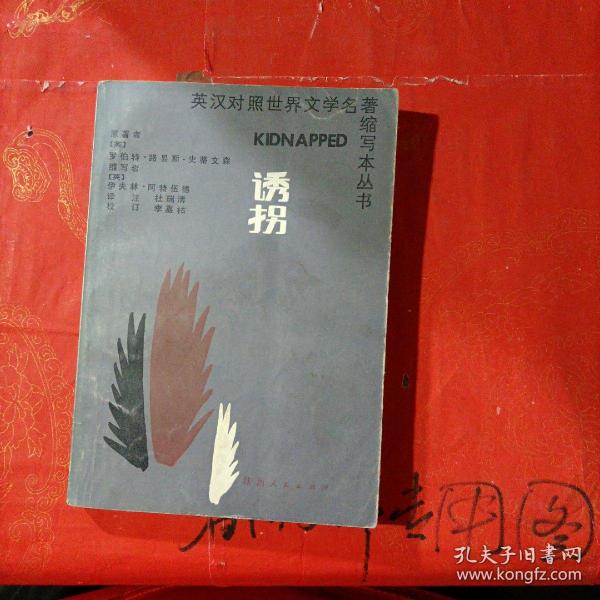 英汉对照世界文学名著缩写本丛书
KIDNAPPED
诱拐
原著者
[英]
罗伯特·路易斯·史蒂文森
缩写者
[英]
伊夫林·阿特伍德
译注 杜瑞清
校订 李嘉祜
陕西人民出版社
孔夫子旧书网
www.kongfz.com